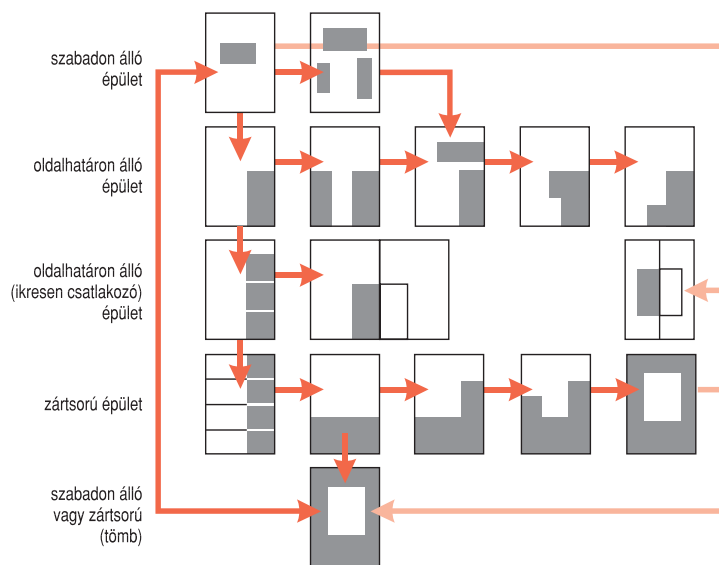 szabadon álló
épület
oldalhatáron álló
épület
oldalhatáron álló
(ikresen csatlakozó)
épület
zártsorú épület
szabadon álló
vagy zártsorú
(tömb)